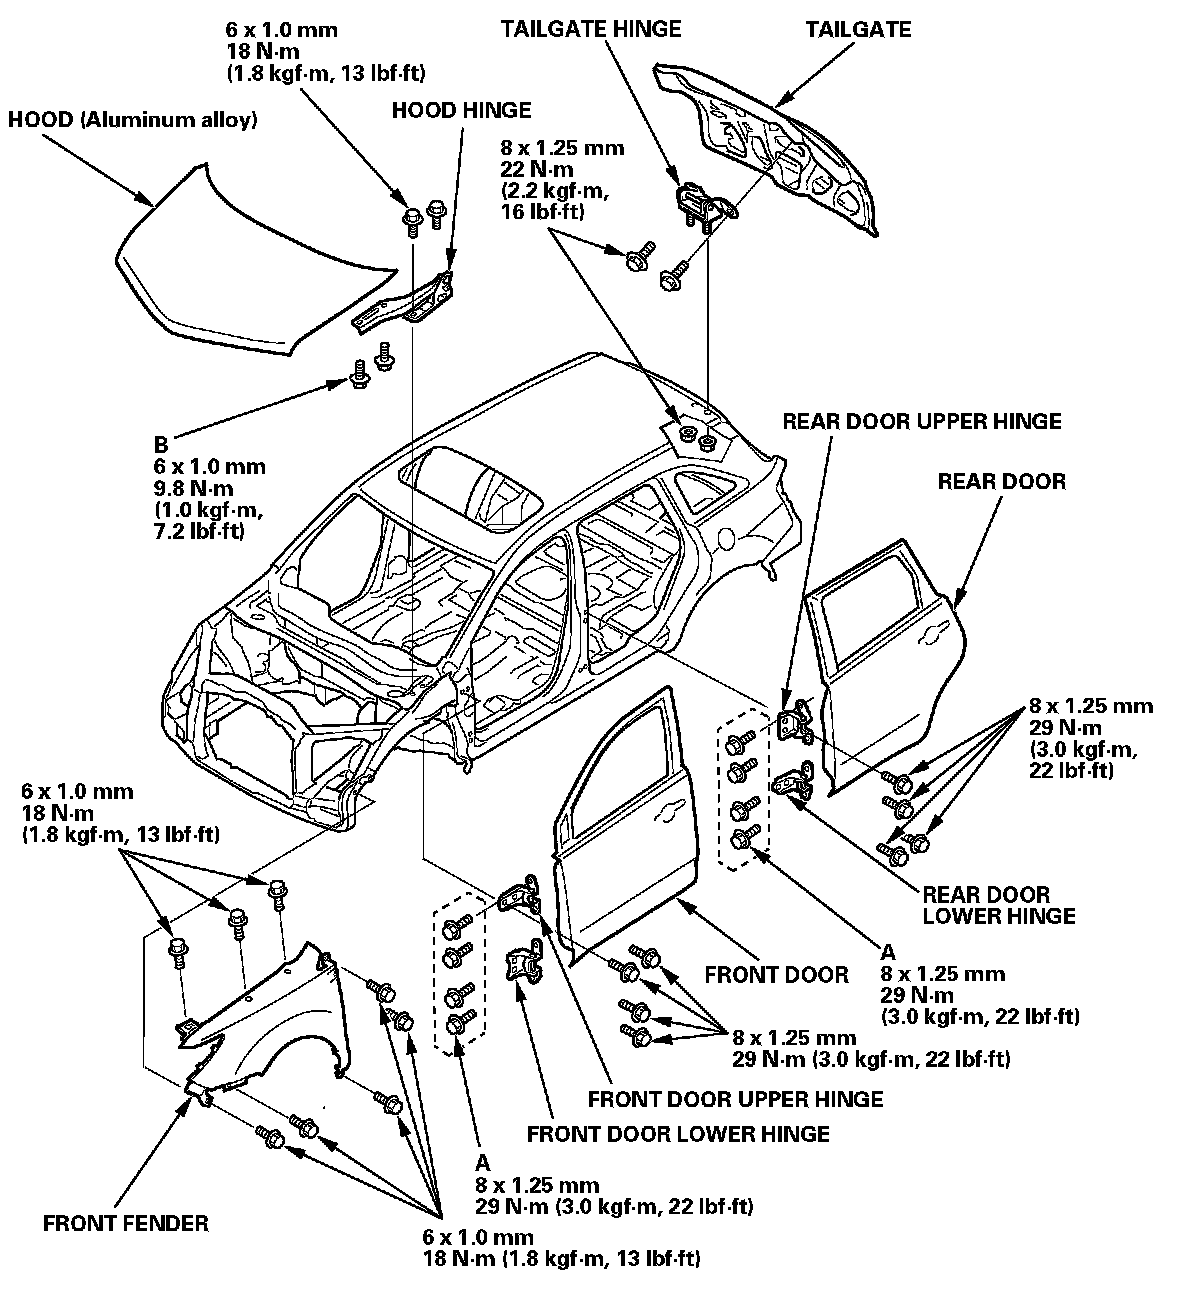 6 x 1.0 mm
18 N·m
(1.8 kgf·m, 13 lbf·ft)
TAILGATE HINGE
TAILGATE
HOOD (Aluminum alloy)
HOOD HINGE
8 x 1.25 mm
22 N·m
(2.2 kgf·m,
16 lbf·ft)
B
6 x 1.0 mm
9.8 N·m
(1.0 kgf·m,
7.2 lbf·ft)
REAR DOOR UPPER HINGE
REAR DOOR
8 x 1.25 mm
29 N·m
(3.0 kgf·m,
22 lbf·ft)
6 x 1.0 mm
18 N·m
(1.8 kgf·m, 13 lbf·ft)
REAR DOOR
LOWER HINGE
A
8 x 1.25 mm
29 N·m
(3.0 kgf·m, 22 lbf·ft)
FRONT DOOR
8 x 1.25 mm
29 N·m (3.0 kgf·m, 22 lbf·ft)
FRONT DOOR UPPER HINGE
FRONT DOOR LOWER HINGE
A
8 x 1.25 mm
29 N·m (3.0 kgf·m, 22 lbf·ft)
FRONT FENDER
6 x 1.0 mm
18 N·m (1.8 kgf·m, 13 lbf·ft)